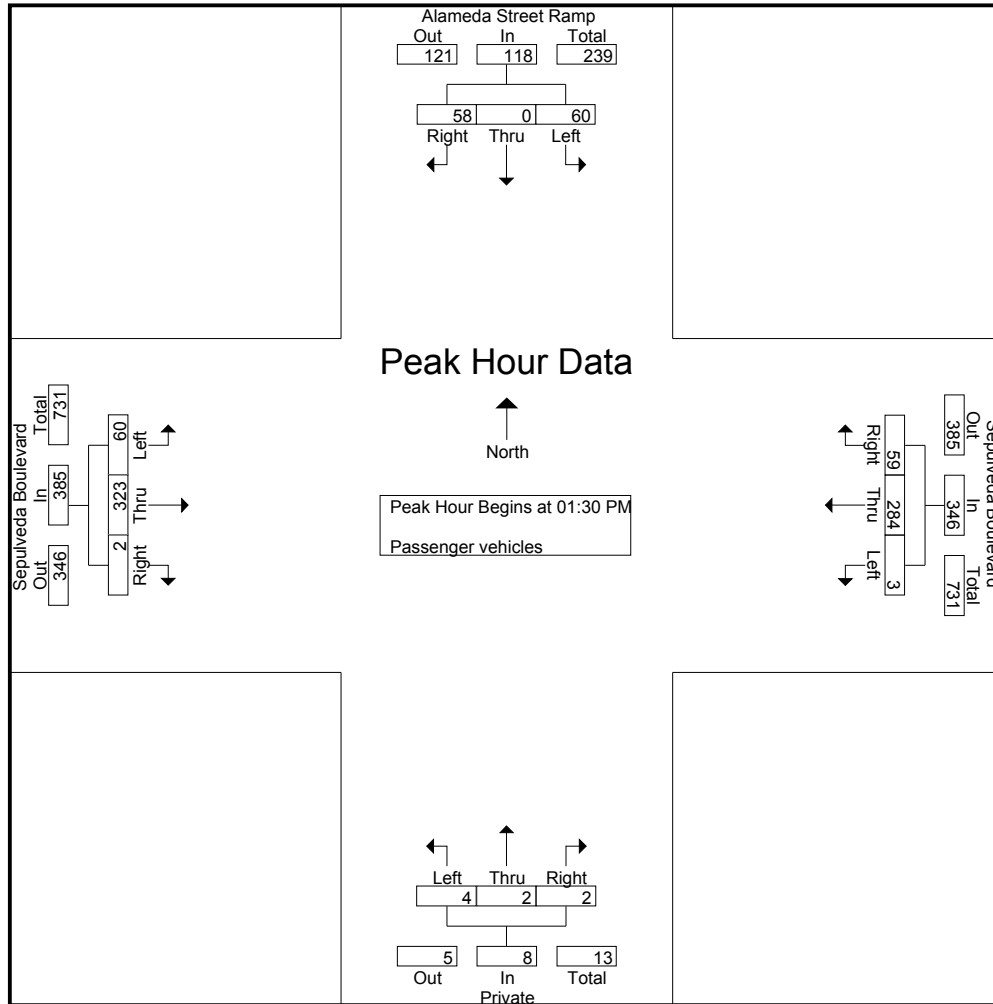 Alameda Street Ramp
Out In Total
121 118 239
58 0 60
Right Thru Left
Peak Hour Data
North
Peak Hour Begins at 01:30 PM
Passenger vehicles
Sepulveda Boulevard
Total In Out
731 385 346
60 323 2
Left Thru Right
Sepulveda Boulevard
Out In Total
385 346 731
59 284 3
Right Thru Left
Left Thru Right
4 2 2
5 8 13
Out In Total
Private